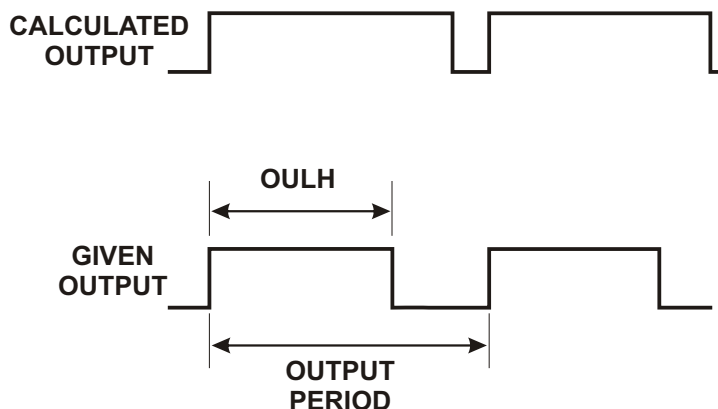 CALCULATED
OUTPUT
OULH
GIVEN
OUTPUT
OUTPUT
PERIOD